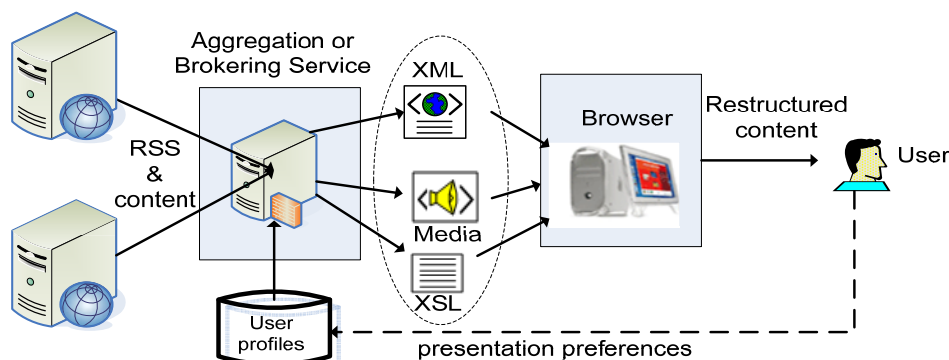 Aggregation or
Brokering Service
RSS
&
content
XML
Media
XSL
Browser
Restructured
content
User
User
profiles
presentation preferences